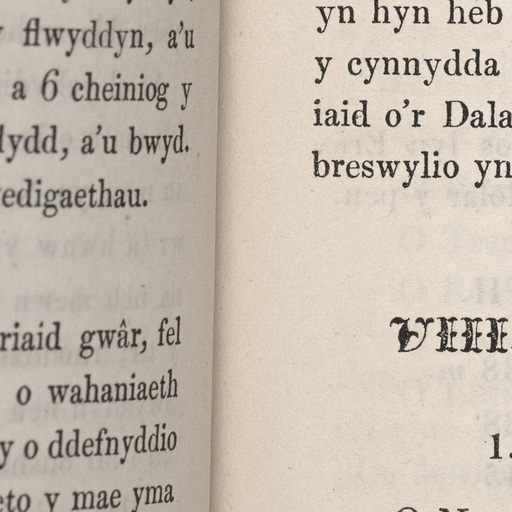 flwyddyn, a'u
a 6 cheiniog y
lydd, a'u bwyd.
edigaethau.
riaid gwâr, fel
o wahaniaeth
y o ddefnyddio
eto y mae yma
yn hyn heb
y cynnydda
iaid o'r Dala
breswylio yn
VIII
1.